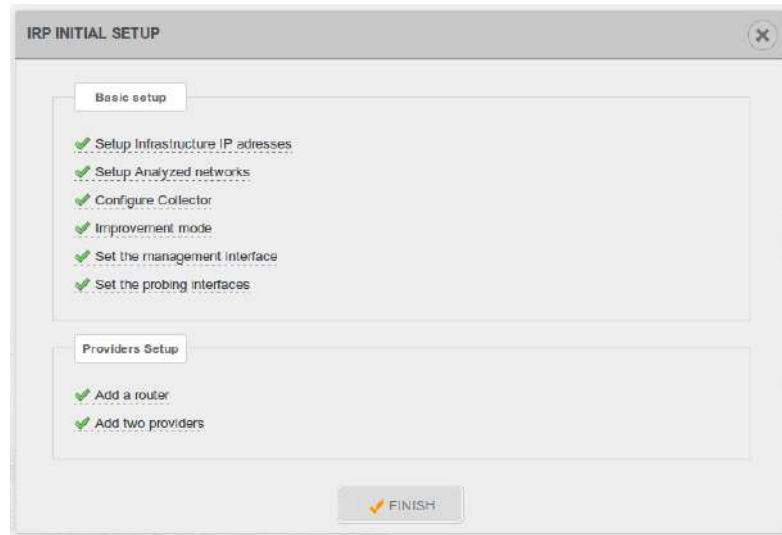 IRP INITIAL SETUP
Basic setup
Setup Infrastructure IP adresses
Setup Analyzed networks
Configure Collector
Improvement mode
Set the management interface
Set the probing interfaces
Providers Setup
Add a router
Add two providers
FINISH